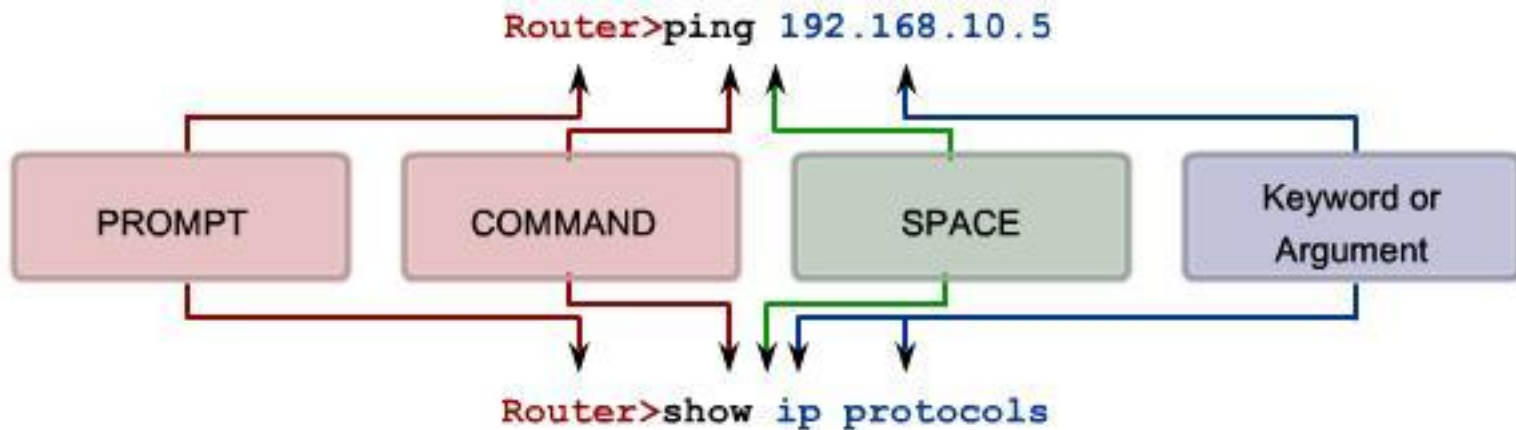 Router>ping 192.168.10.5
PROMPT
COMMAND
SPACE
Keyword or
Argument
Router>show ip protocols